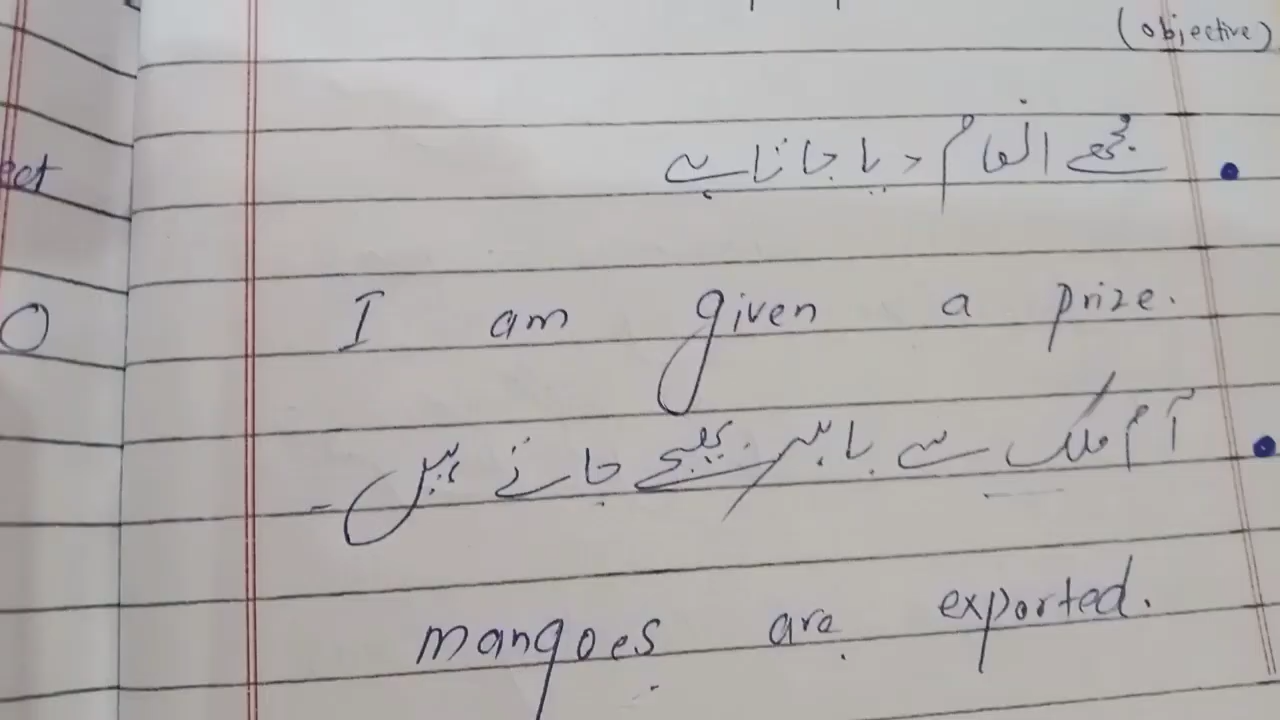 (objective)
ect
مجھے انعام دیا جاتا ہے
I am given a prize.
آم ملک سے باہر بھیجے جاتے ہیں -
mangoes are exported.